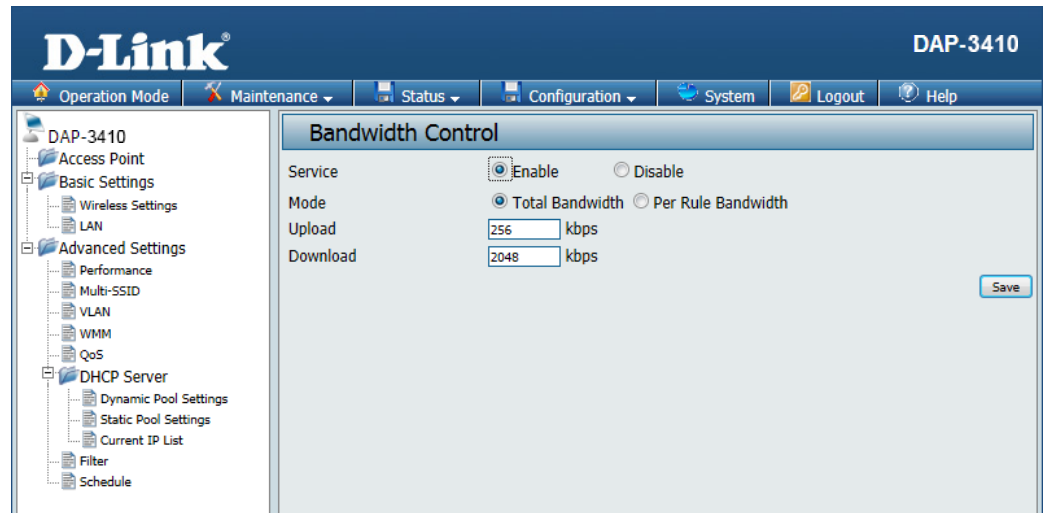 D-Link®
DAP-3410
Operation Mode Maintenance Status Configuration System Logout Help
DAP-3410
Access Point
Basic Settings
Wireless Settings
LAN
Advanced Settings
Performance
Multi-SSID
VLAN
WMM
QoS
DHCP Server
Dynamic Pool Settings
Static Pool Settings
Current IP List
Filter
Schedule
Bandwidth Control
Service Enable Disable
Mode Total Bandwidth Per Rule Bandwidth
Upload 256 kbps
Download 2048 kbps
Save